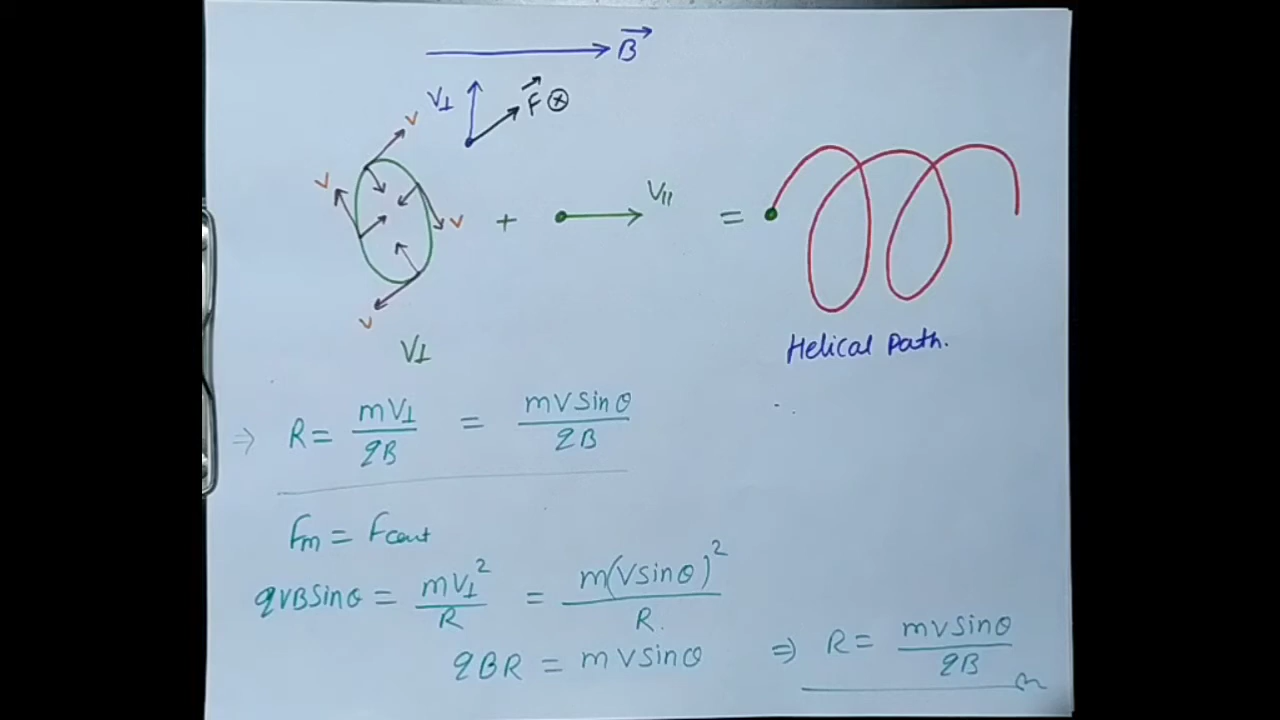 B⃗
V⊥ F⃗ ⊗
V
V
V
V
+ V∥ =
V⊥
Helical Path.
⇒ R = mV⊥/qB = mVSinθ/qB
Fm = Fcent
qVBSinθ = mV⊥²/R = m(VSinθ)²/R.
qBR = mVSinθ ⇒ R = mVSinθ/qB